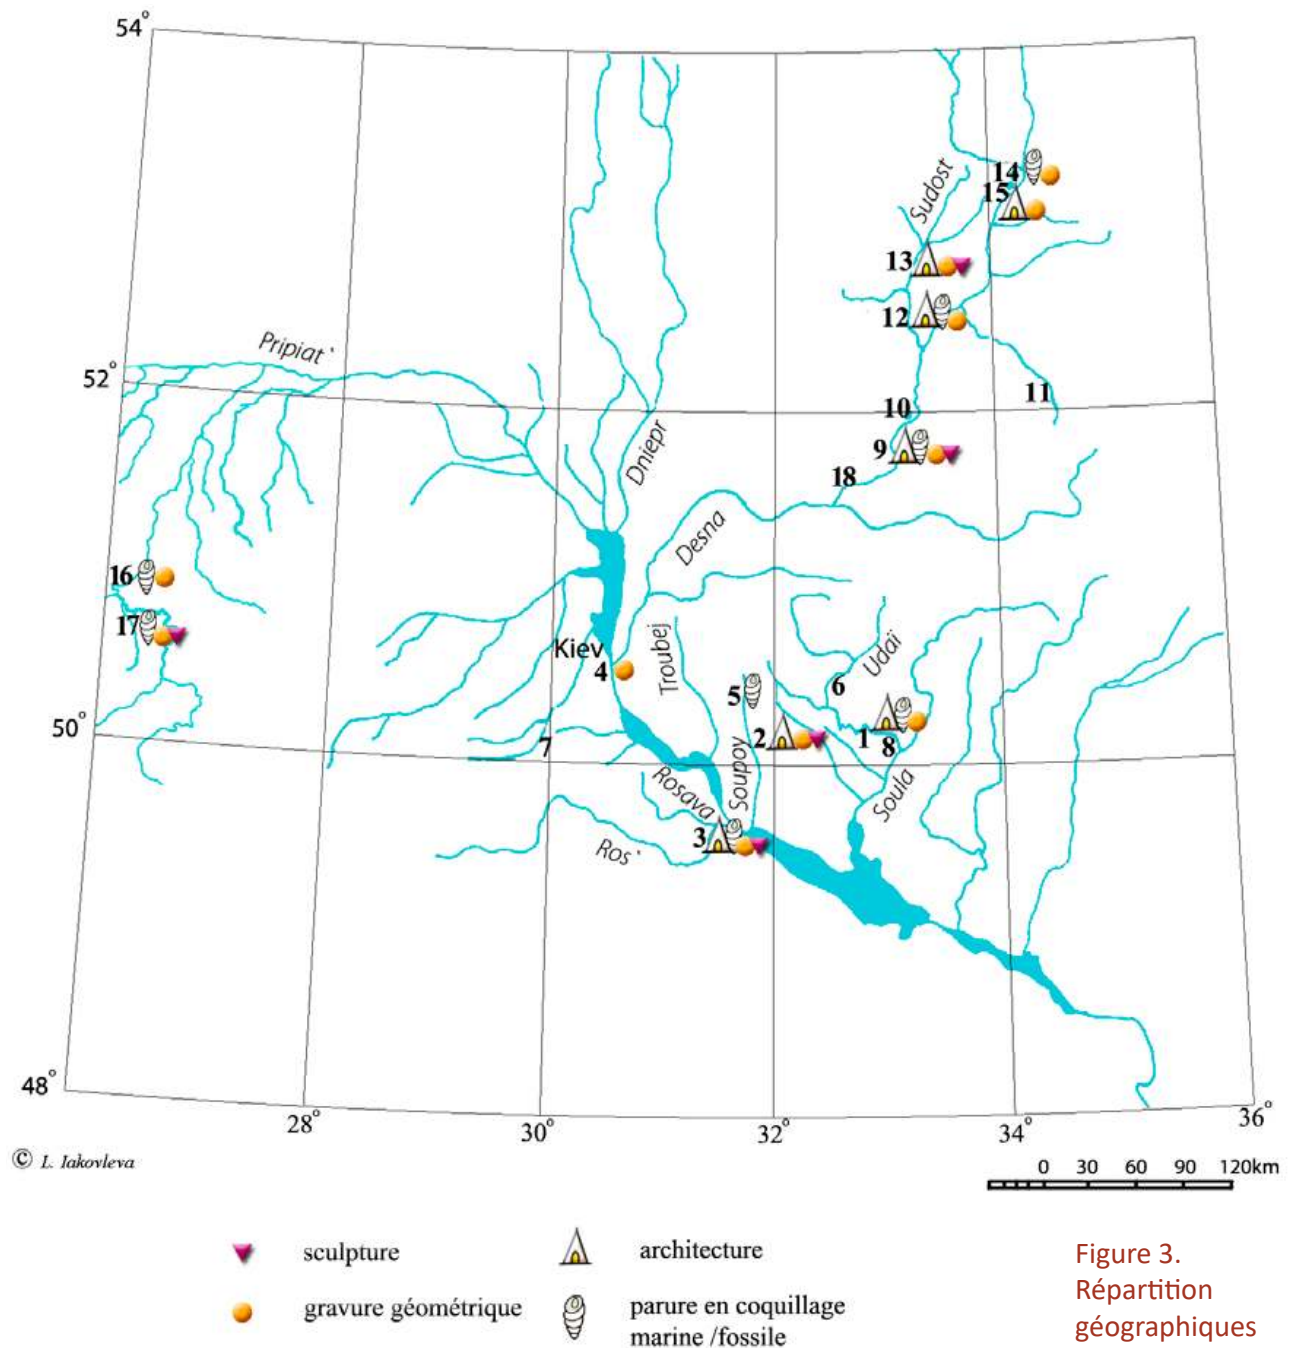 54°
14
15
Sudost
13
12
Pripiat'
52°
11
10
9
Dniepr
18
Desna
16
17
Kiev
4
Troubej
Udaï
6
5
50°
7
2
1
8
Soupoy
Rosava
Soula
3
Ros'
48°
28°
30°
32°
34°
36°
© L. Iakovleva
0 30 60 90 120km
sculpture
architecture
gravure géométrique
parure en coquillage
marine /fossile
Figure 3.
Répartition
géographiques